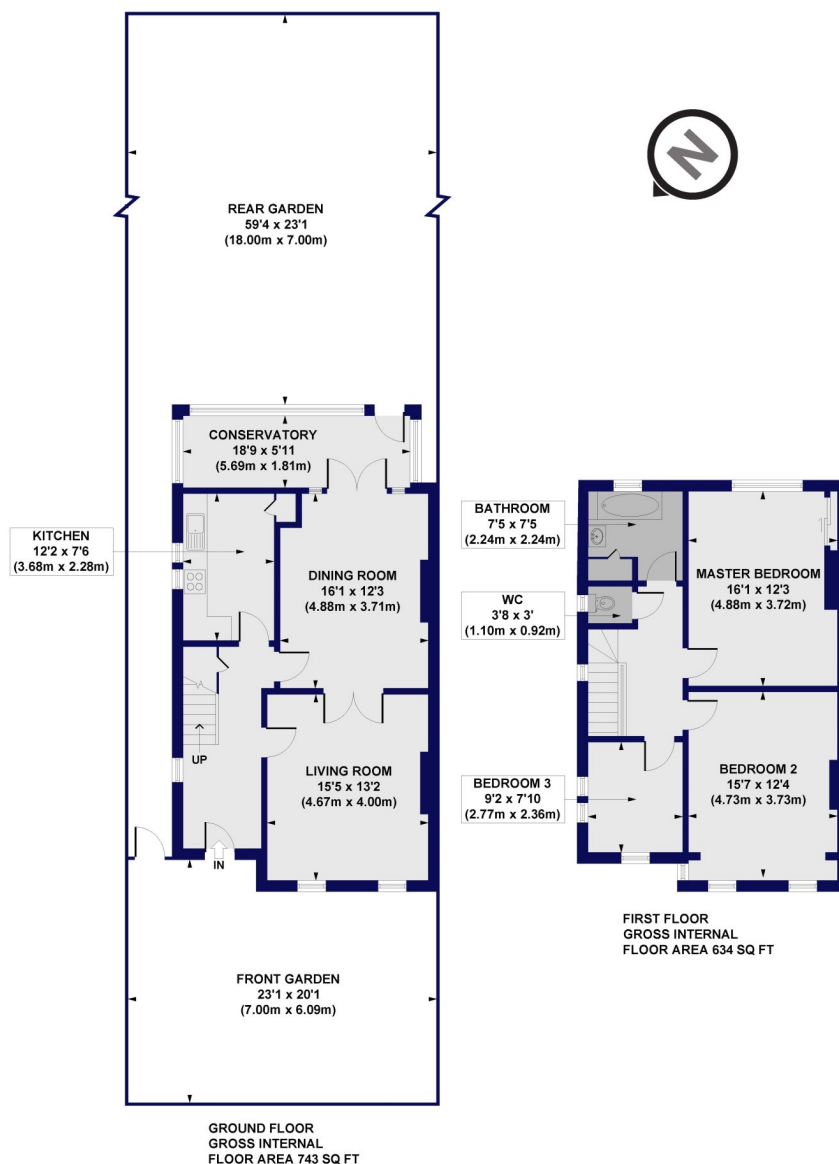 N
REAR GARDEN
59'4 x 23'1
(18.00m x 7.00m)
CONSERVATORY
18'9 x 5'11
(5.69m x 1.81m)
KITCHEN
12'2 x 7'6
(3.68m x 2.28m)
DINING ROOM
16'1 x 12'3
(4.88m x 3.71m)
UP
LIVING ROOM
15'5 x 13'2
(4.67m x 4.00m)
IN
FRONT GARDEN
23'1 x 20'1
(7.00m x 6.09m)
GROUND FLOOR
GROSS INTERNAL
FLOOR AREA 743 SQ FT
BATHROOM
7'5 x 7'5
(2.24m x 2.24m)
MASTER BEDROOM
16'1 x 12'3
(4.88m x 3.72m)
WC
3'8 x 3'
(1.10m x 0.92m)
BEDROOM 3
9'2 x 7'10
(2.77m x 2.36m)
BEDROOM 2
15'7 x 12'4
(4.73m x 3.73m)
FIRST FLOOR
GROSS INTERNAL
FLOOR AREA 634 SQ FT